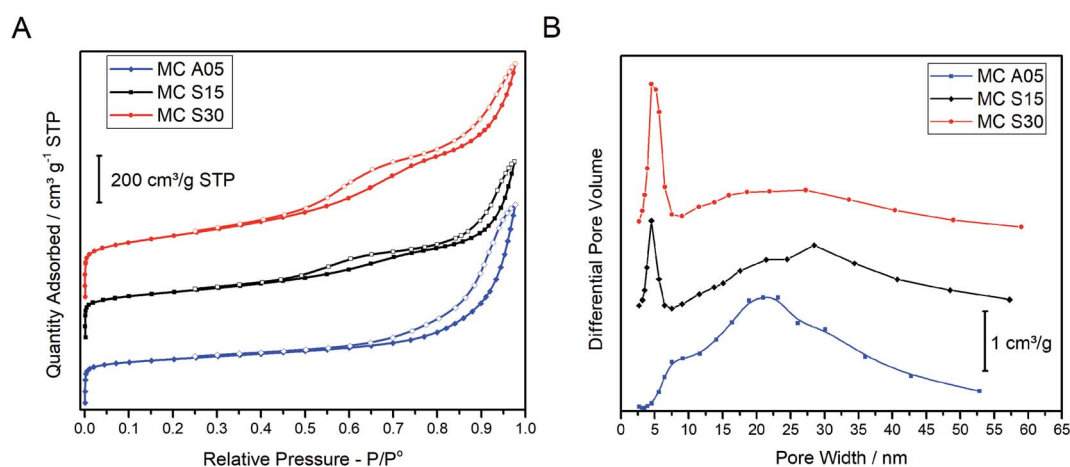 A
MC A05
MC S15
MC S30
200 cm³/g STP
Quantity Adsorbed / cm³ g⁻¹ STP
0.0 0.1 0.2 0.3 0.4 0.5 0.6 0.7 0.8 0.9 1.0
Relative Pressure - P/P⁰
B
MC A05
MC S15
MC S30
1 cm³/g
Differential Pore Volume
0 5 10 15 20 25 30 35 40 45 50 55 60 65
Pore Width / nm